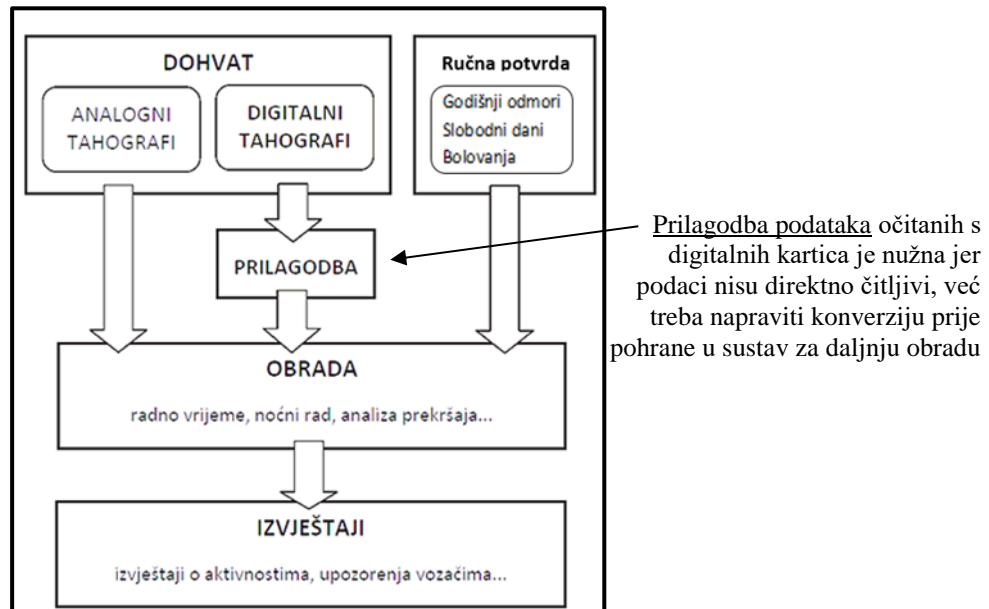 DOHVAT
ANALOGNI
TAHOGRAFI
DIGITALNI
TAHOGRAFI
Ručna potvrda
Godišnji odmori
Slobodni dani
Bolovanja
PRILAGODBA
Prilagodba podataka očitanih s
digitalnih kartica je nužna jer
podaci nisu direktno čitljivi, već
treba napraviti konverziju prije
pohrane u sustav za daljnju obradu
OBRADA
radno vrijeme, noćni rad, analiza prekršaja...
IZVJEŠTAJI
izvještaji o aktivnostima, upozorenja vozačima...